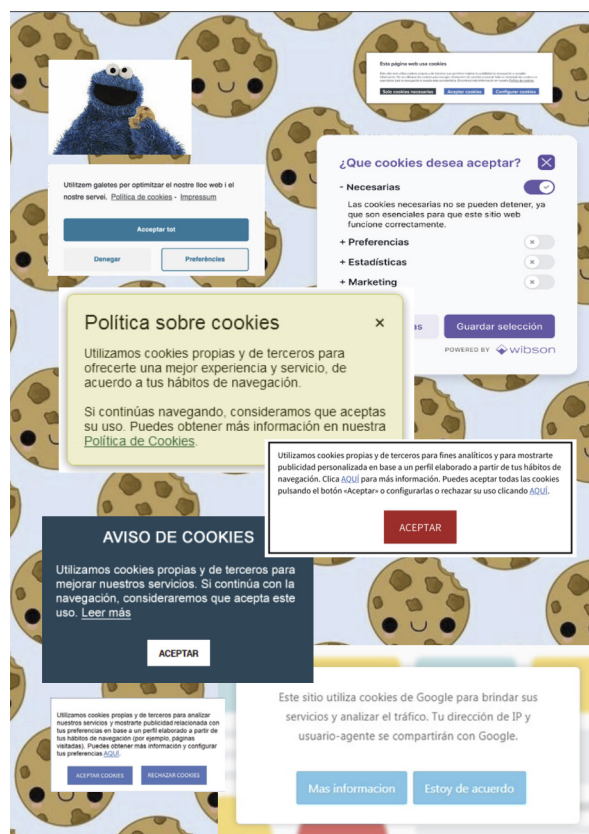 Esta página web usa cookies
Solo cookies necesarias
Aceptar cookies
Configurar cookies
¿Que cookies desea aceptar?
- Necesarias
Las cookies necesarias no se pueden detener, ya
que son esenciales para que este sitio web
funcione correctamente.
+ Preferencias
+ Estadísticas
+ Marketing
as
Guardar selección
POWERED BY wibson
Utilitzem galetes per optimitzar el nostre lloc web i el
nostre servei. Política de cookies - Impressum
Acceptar tot
Denegar
Preferències
Política sobre cookies ×
Utilizamos cookies propias y de terceros para
ofrecerte una mejor experiencia y servicio, de
acuerdo a tus hábitos de navegación.
Si continúas navegando, consideramos que aceptas
su uso. Puedes obtener más información en nuestra
Política de Cookies.
Utilizamos cookies propias y de terceros para fines analíticos y para mostrarte
publicidad personalizada en base a un perfil elaborado a partir de tus hábitos de
navegación. Clica AQUÍ para más información. Puedes aceptar todas las cookies
pulsando el botón «Aceptar» o configurarlas o rechazar su uso clicando AQUÍ.
ACEPTAR
AVISO DE COOKIES
Utilizamos cookies propias y de terceros para
mejorar nuestros servicios. Si continúa con la
navegación, consideraremos que acepta este
uso. Leer más
ACEPTAR
Utilizamos cookies propias y de terceros para analizar
nuestros servicios y mostrarte publicidad relacionada con
tus preferencias en base a un perfil elaborado a partir de
tus hábitos de navegación (por ejemplo, páginas
visitadas). Puedes obtener más información y configurar
tus preferencias AQUÍ.
ACEPTAR COOKIES
RECHAZAR COOKIES
Este sitio utiliza cookies de Google para brindar sus
servicios y analizar el tráfico. Tu dirección de IP y
usuario-agente se compartirán con Google.
Mas informacion
Estoy de acuerdo